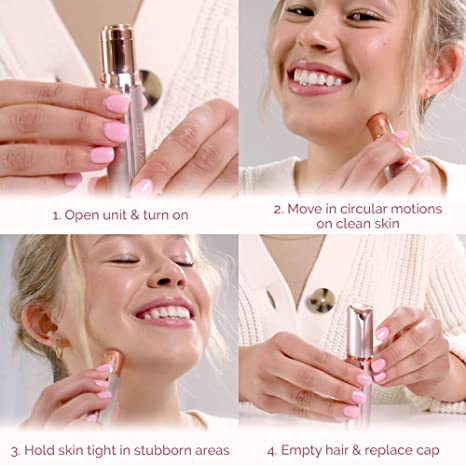 1. Open unit & turn on
2. Move in circular motions
on clean skin
3. Hold skin tight in stubborn areas
4. Empty hair & replace cap